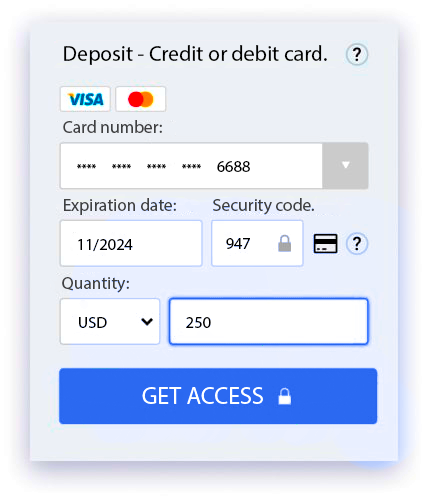 Deposit - Credit or debit card. ?
VISA
Card number:
**** **** **** **** 6688
Expiration date: Security code.
11/2024 947 ?
Quantity:
USD 250
GET ACCESS